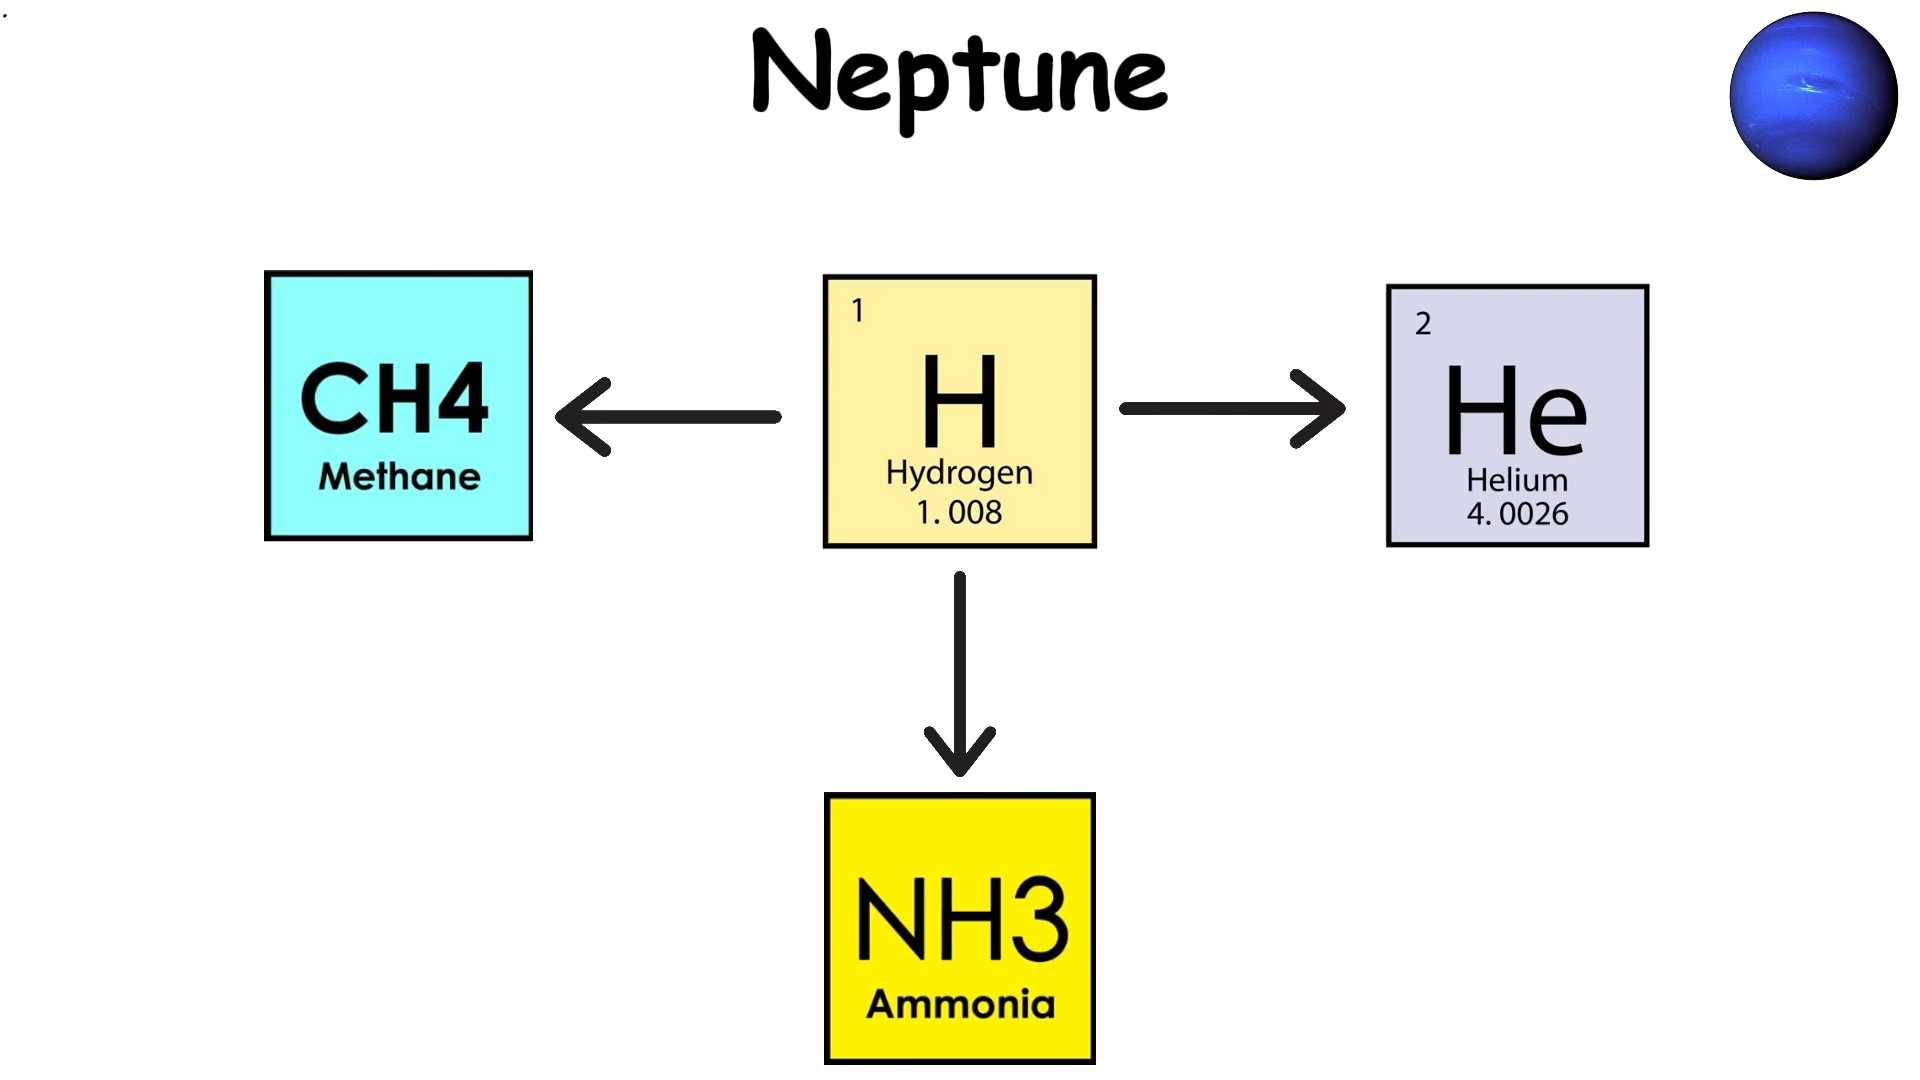 Neptune
CH4
Methane
1
H
Hydrogen
1. 008
2
He
Helium
4. 0026
NH3
Ammonia